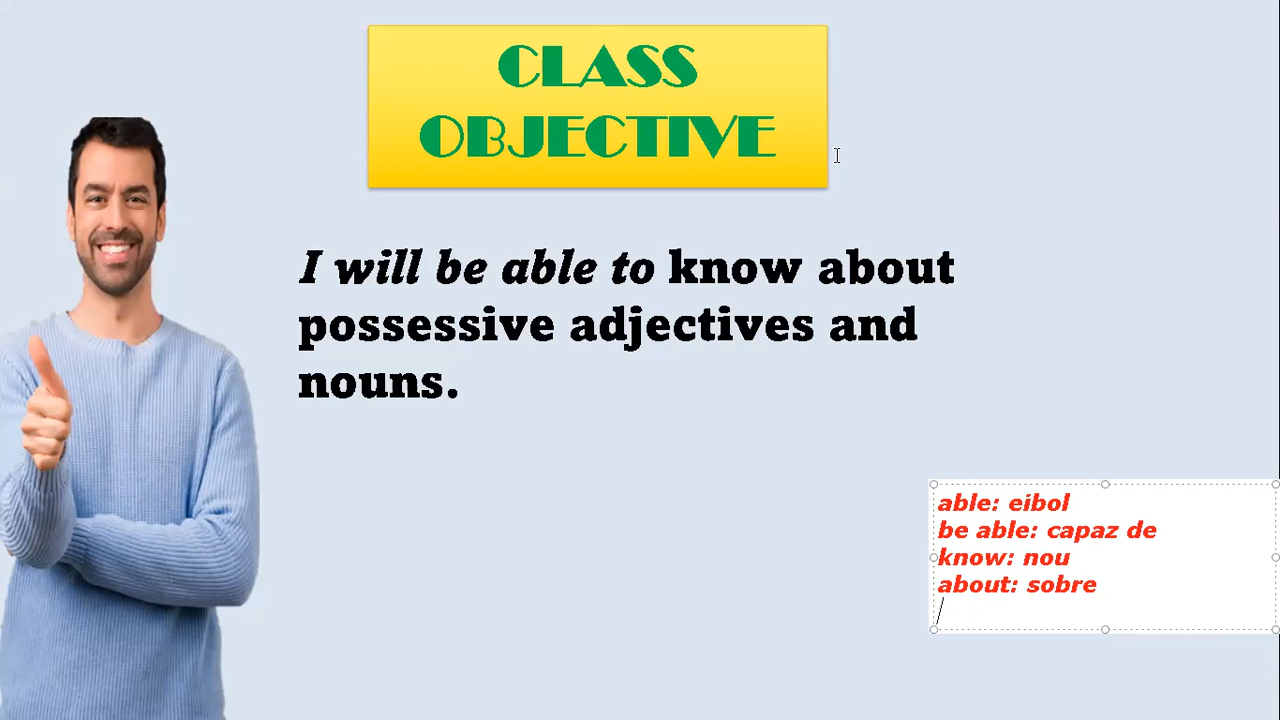 CLASS
OBJECTIVE
I will be able to know about
possessive adjectives and
nouns.
able: eibol
be able: capaz de
know: nou
about: sobre